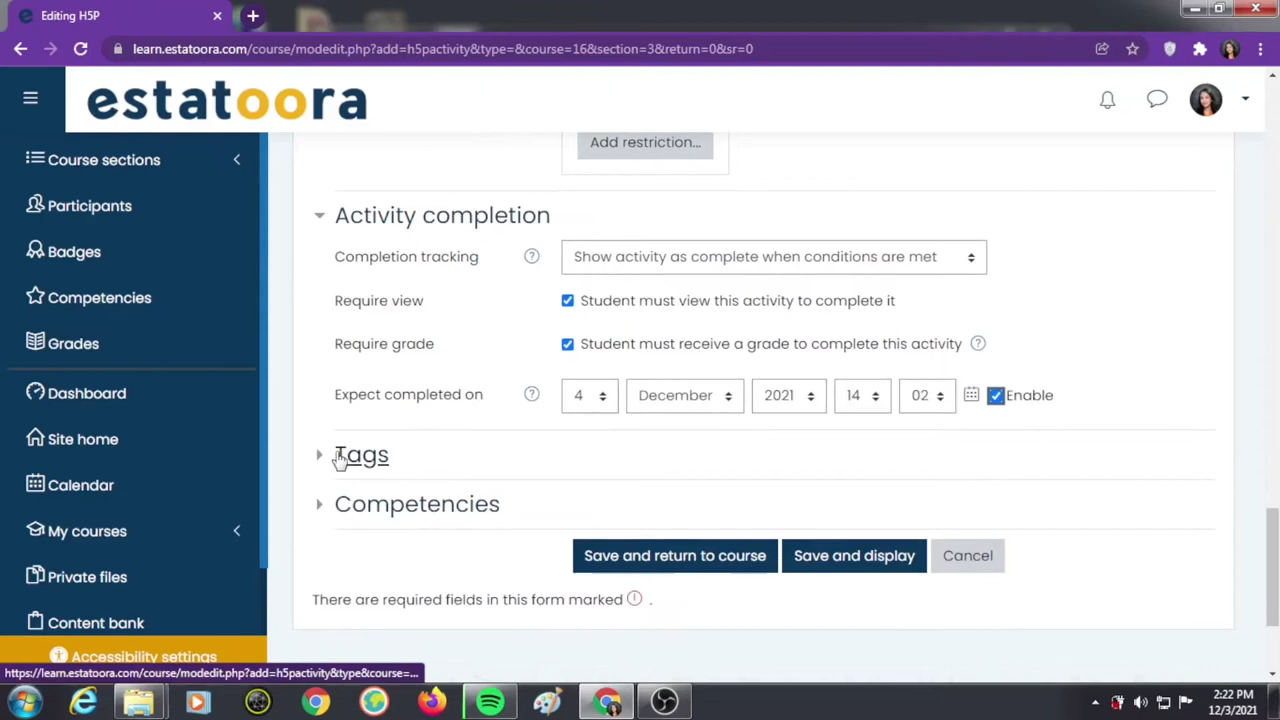 Editing H5P
learn.estatoora.com/course/modedit.php?add=h5pactivity&type=&course=16&section=3&return=0&sr=0
estatoora
Course sections
Participants
Badges
Competencies
Grades
Dashboard
Site home
Calendar
My courses
Private files
Content bank
Accessibility settings
Add restriction...
Activity completion
Completion tracking ? Show activity as complete when conditions are met
Require view Student must view this activity to complete it
Require grade Student must receive a grade to complete this activity ?
Expect completed on ? 4 December 2021 14 02 Enable
Tags
Competencies
Save and return to course Save and display Cancel
There are required fields in this form marked ! .
https://learn.estatoora.com/course/modedit.php?add=h5pactivity&type&course=...
2:22 PM
12/3/2021